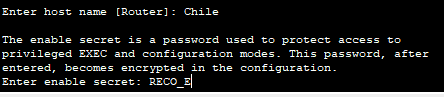 Enter host name [Router]: Chile
The enable secret is a password used to protect access to
privileged EXEC and configuration modes. This password, after
entered, becomes encrypted in the configuration.
Enter enable secret: RECO_E